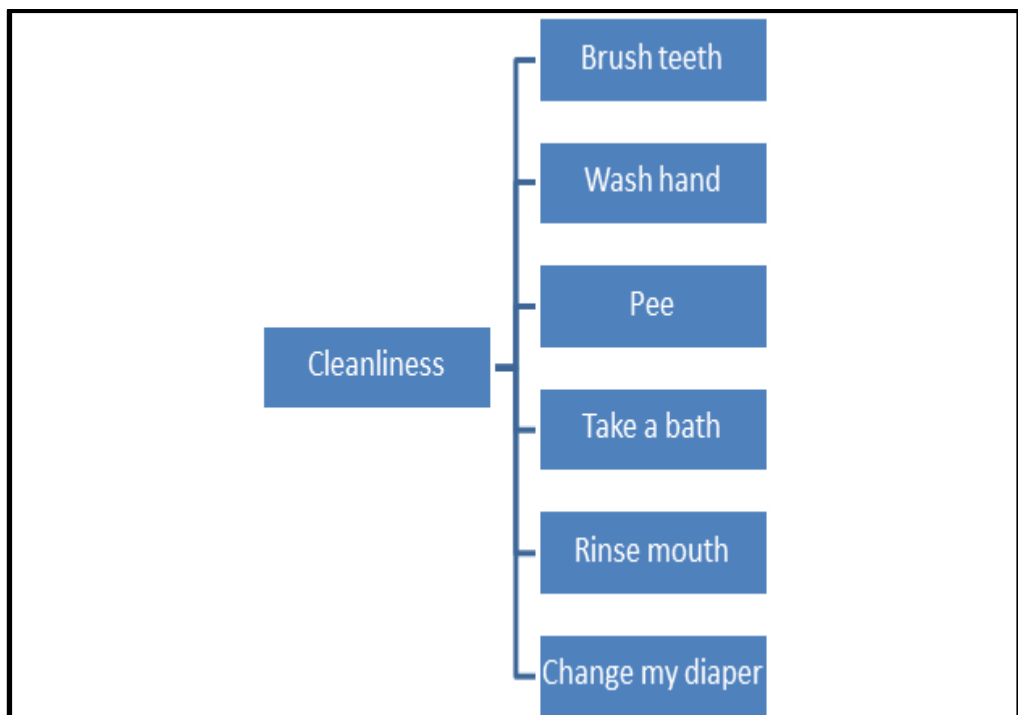 Brush teeth
Wash hand
Pee
Cleanliness
Take a bath
Rinse mouth
Change my diaper